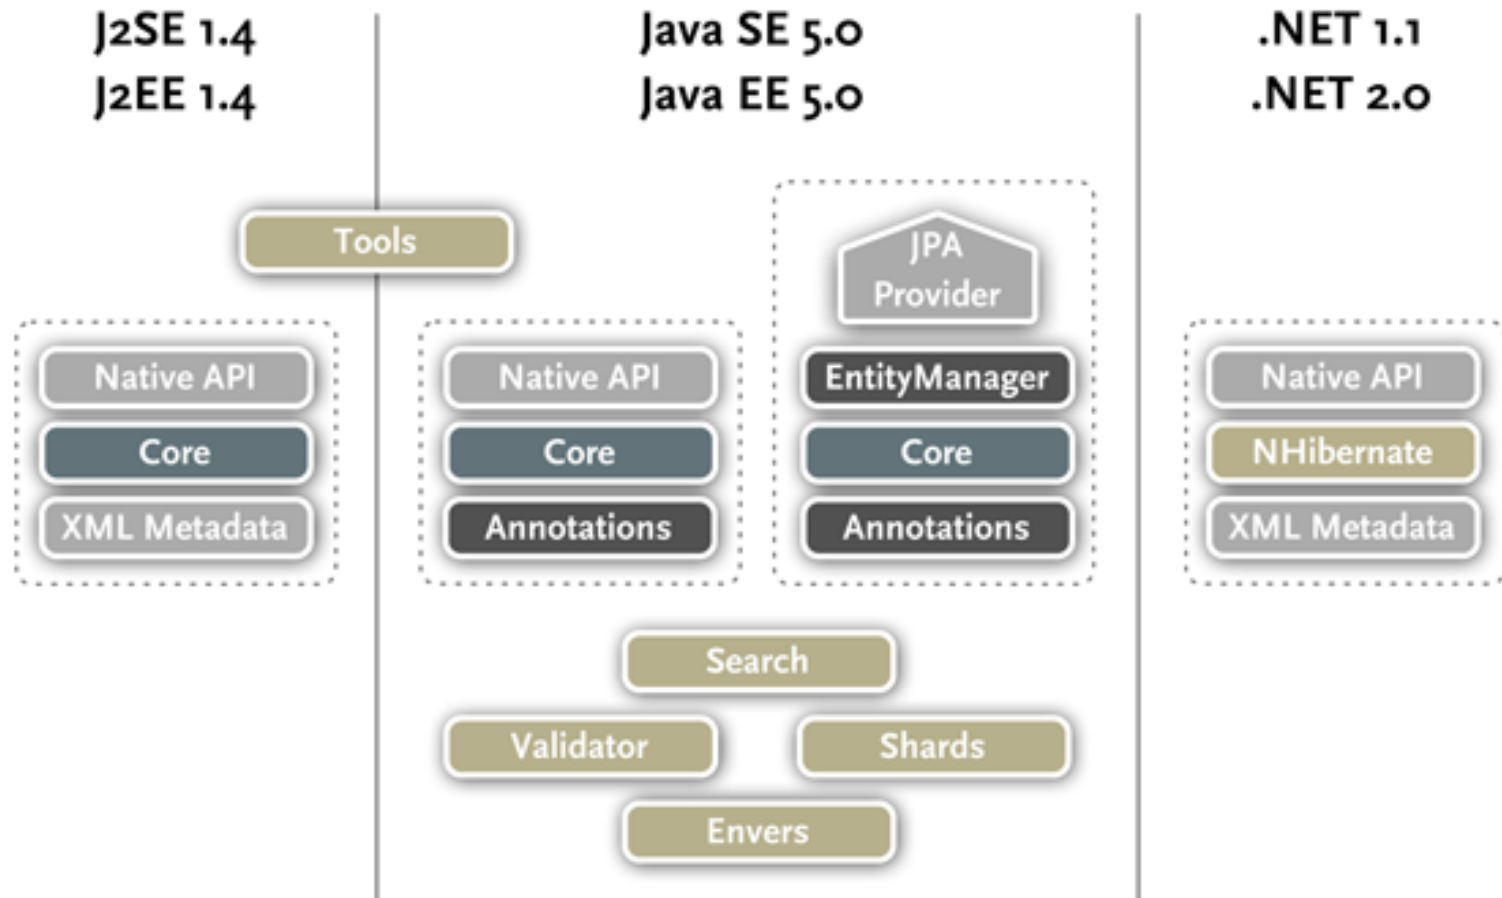 J2SE 1.4
J2EE 1.4
Java SE 5.0
Java EE 5.0
.NET 1.1
.NET 2.0
Tools
Native API
Core
XML Metadata
Native API
Core
Annotations
JPA
Provider
EntityManager
Core
Annotations
Native API
NHibernate
XML Metadata
Search
Validator
Shards
Envers